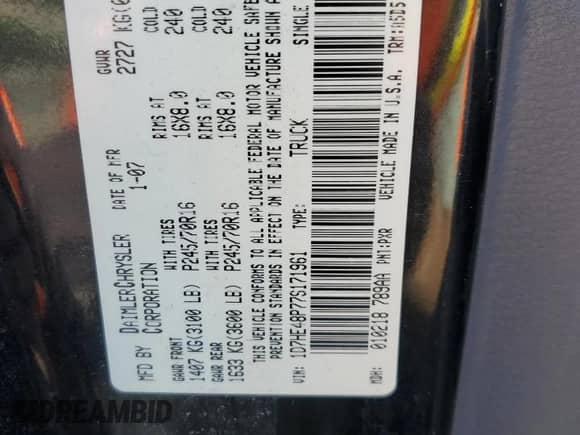 MFD BY DAIMLERCHRYSLER CORPORATION DATE OF MFR 1-07 GVWR 2727 KG(
GAWR FRONT WITH TIRES RIMS AT COLD
1407 KG(3100 LB) P245/70R16 16X8.0 240
GAWR REAR WITH TIRES RIMS AT COLD
1633 KG(3600 LB) P245/70R16 16X8.0 240
THIS VEHICLE CONFORMS TO ALL APPLICABLE FEDERAL MOTOR VEHICLE SAFE
PREVENTION STANDARDS IN EFFECT ON THE DATE OF MANUFACTURE SHOWN A
VIN: 1D7HE48P77S171961 TYPE: TRUCK SINGLE
MDH: 010218 789AA PNT:PXR VEHICLE MADE IN U.S.A. TRM:A5D5
DREAMBID